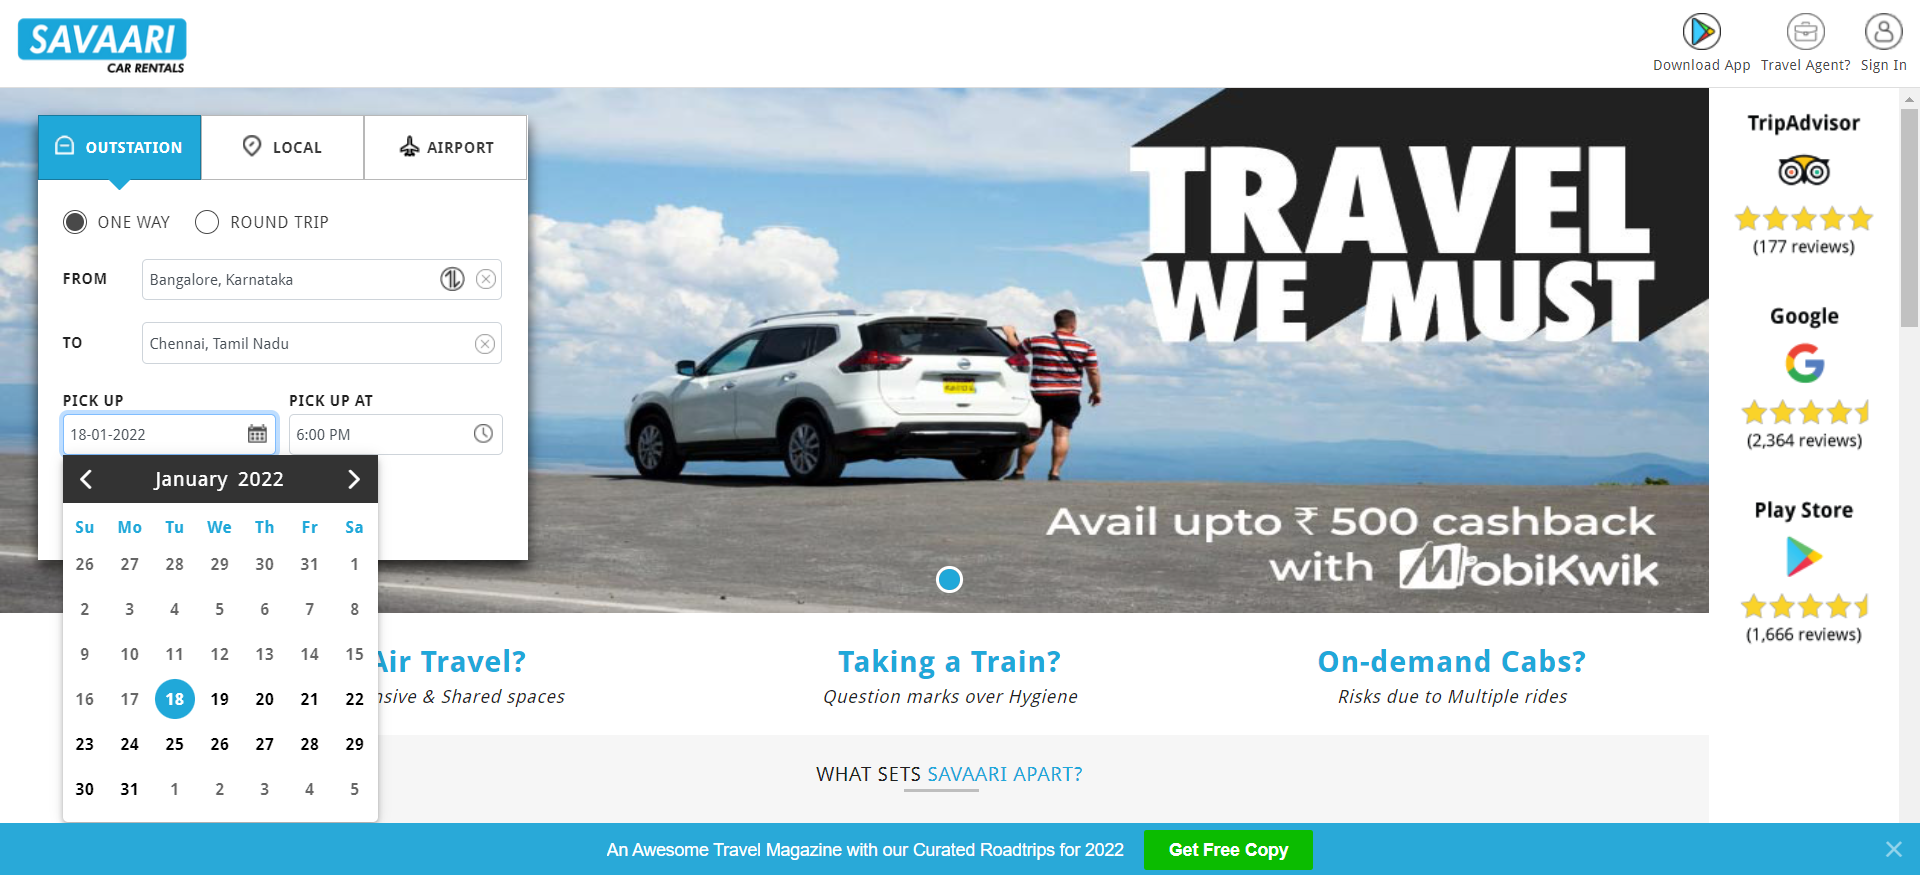 SAVAARI
CAR RENTALS
Download App
Travel Agent?
Sign In
OUTSTATION
LOCAL
AIRPORT
ONE WAY
ROUND TRIP
FROM
Bangalore, Karnataka
TO
Chennai, Tamil Nadu
PICK UP
PICK UP AT
18-01-2022
6:00 PM
January 2022
Su Mo Tu We Th Fr Sa
26 27 28 29 30 31 1
2 3 4 5 6 7 8
9 10 11 12 13 14 15
16 17 18 19 20 21 22
23 24 25 26 27 28 29
30 31 1 2 3 4 5
TRAVEL
WE MUST
Avail upto ₹ 500 cashback
with MobiKwik
TripAdvisor
(177 reviews)
Google
(2,364 reviews)
Play Store
(1,666 reviews)
Air Travel?
nsive & Shared spaces
Taking a Train?
Question marks over Hygiene
On-demand Cabs?
Risks due to Multiple rides
WHAT SETS SAVAARI APART?
An Awesome Travel Magazine with our Curated Roadtrips for 2022
Get Free Copy